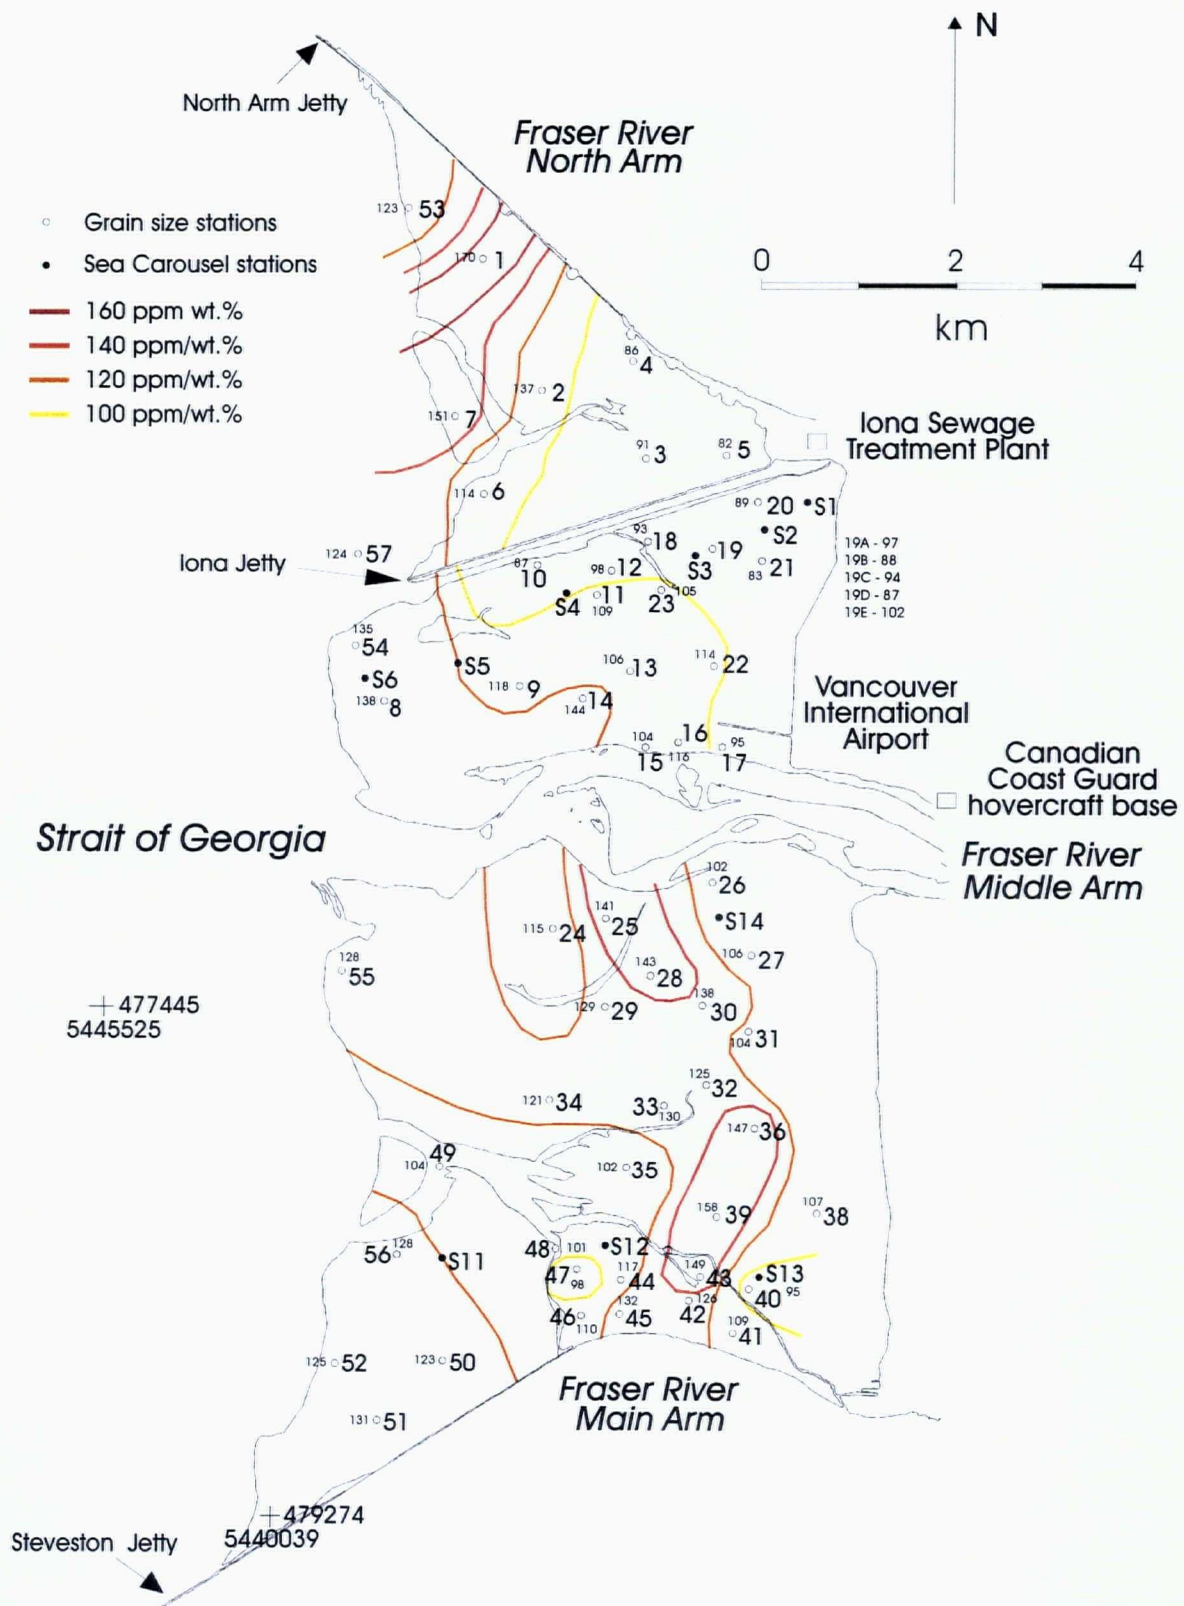 N
North Arm Jetty
Fraser River
North Arm
123 53
Grain size stations
Sea Carousel stations
170 1
0 2 4
km
160 ppm wt.%
140 ppm/wt.%
120 ppm/wt.%
100 ppm/wt.%
86
4
137 2
151 7
Iona Sewage
Treatment Plant
91
3
82
5
114 6
89 20
S1
S2
93
18
19
S3
83
21
19A - 97
19B - 88
19C - 94
19D - 87
19E - 102
124 57
Iona Jetty
87
10
98 12
S4
11
109
23
105
135
54
S6
138 8
S5
118 9
106
13
114
22
144
14
Vancouver
International
Airport
104
15
16
116
95
17
Canadian
Coast Guard
hovercraft base
Strait of Georgia
Fraser River
Middle Arm
102
26
141
25
S14
115 24
106 27
128
55
143
28
138
30
129 29
477445
5445525
104
31
125
32
121 34
33
130
147 36
49
104
102 35
158
39
107
38
56
128
S11
48
101
S12
47
98
117
44
149
43
S13
40
95
46
110
132
45
126
42
109
41
125 52
123 50
Fraser River
Main Arm
131 51
479274
5440039
Steveston Jetty